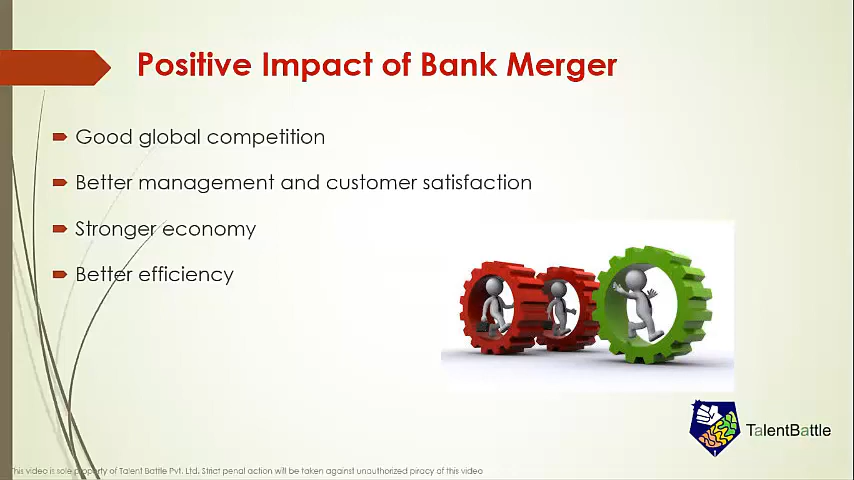 Positive Impact of Bank Merger
Good global competition
Better management and customer satisfaction
Stronger economy
Better efficiency
TalentBattle
This video is sole property of Talent Battle Pvt. Ltd. Strict penal action will be taken against unauthorized piracy of this video